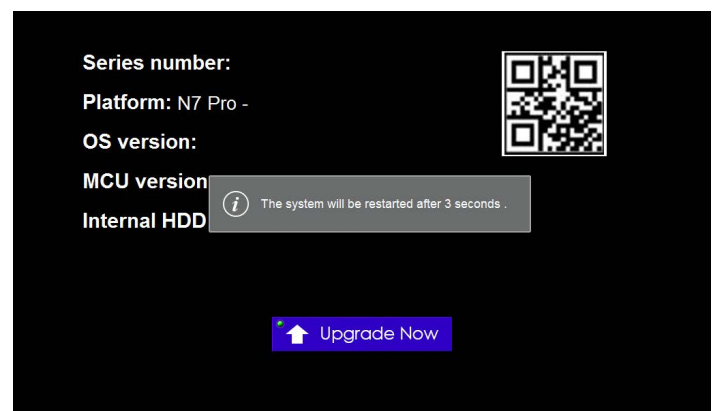 Series number:
Platform: N7 Pro -
OS version:
MCU version
Internal HDD
The system will be restarted after 3 seconds .
Upgrade Now